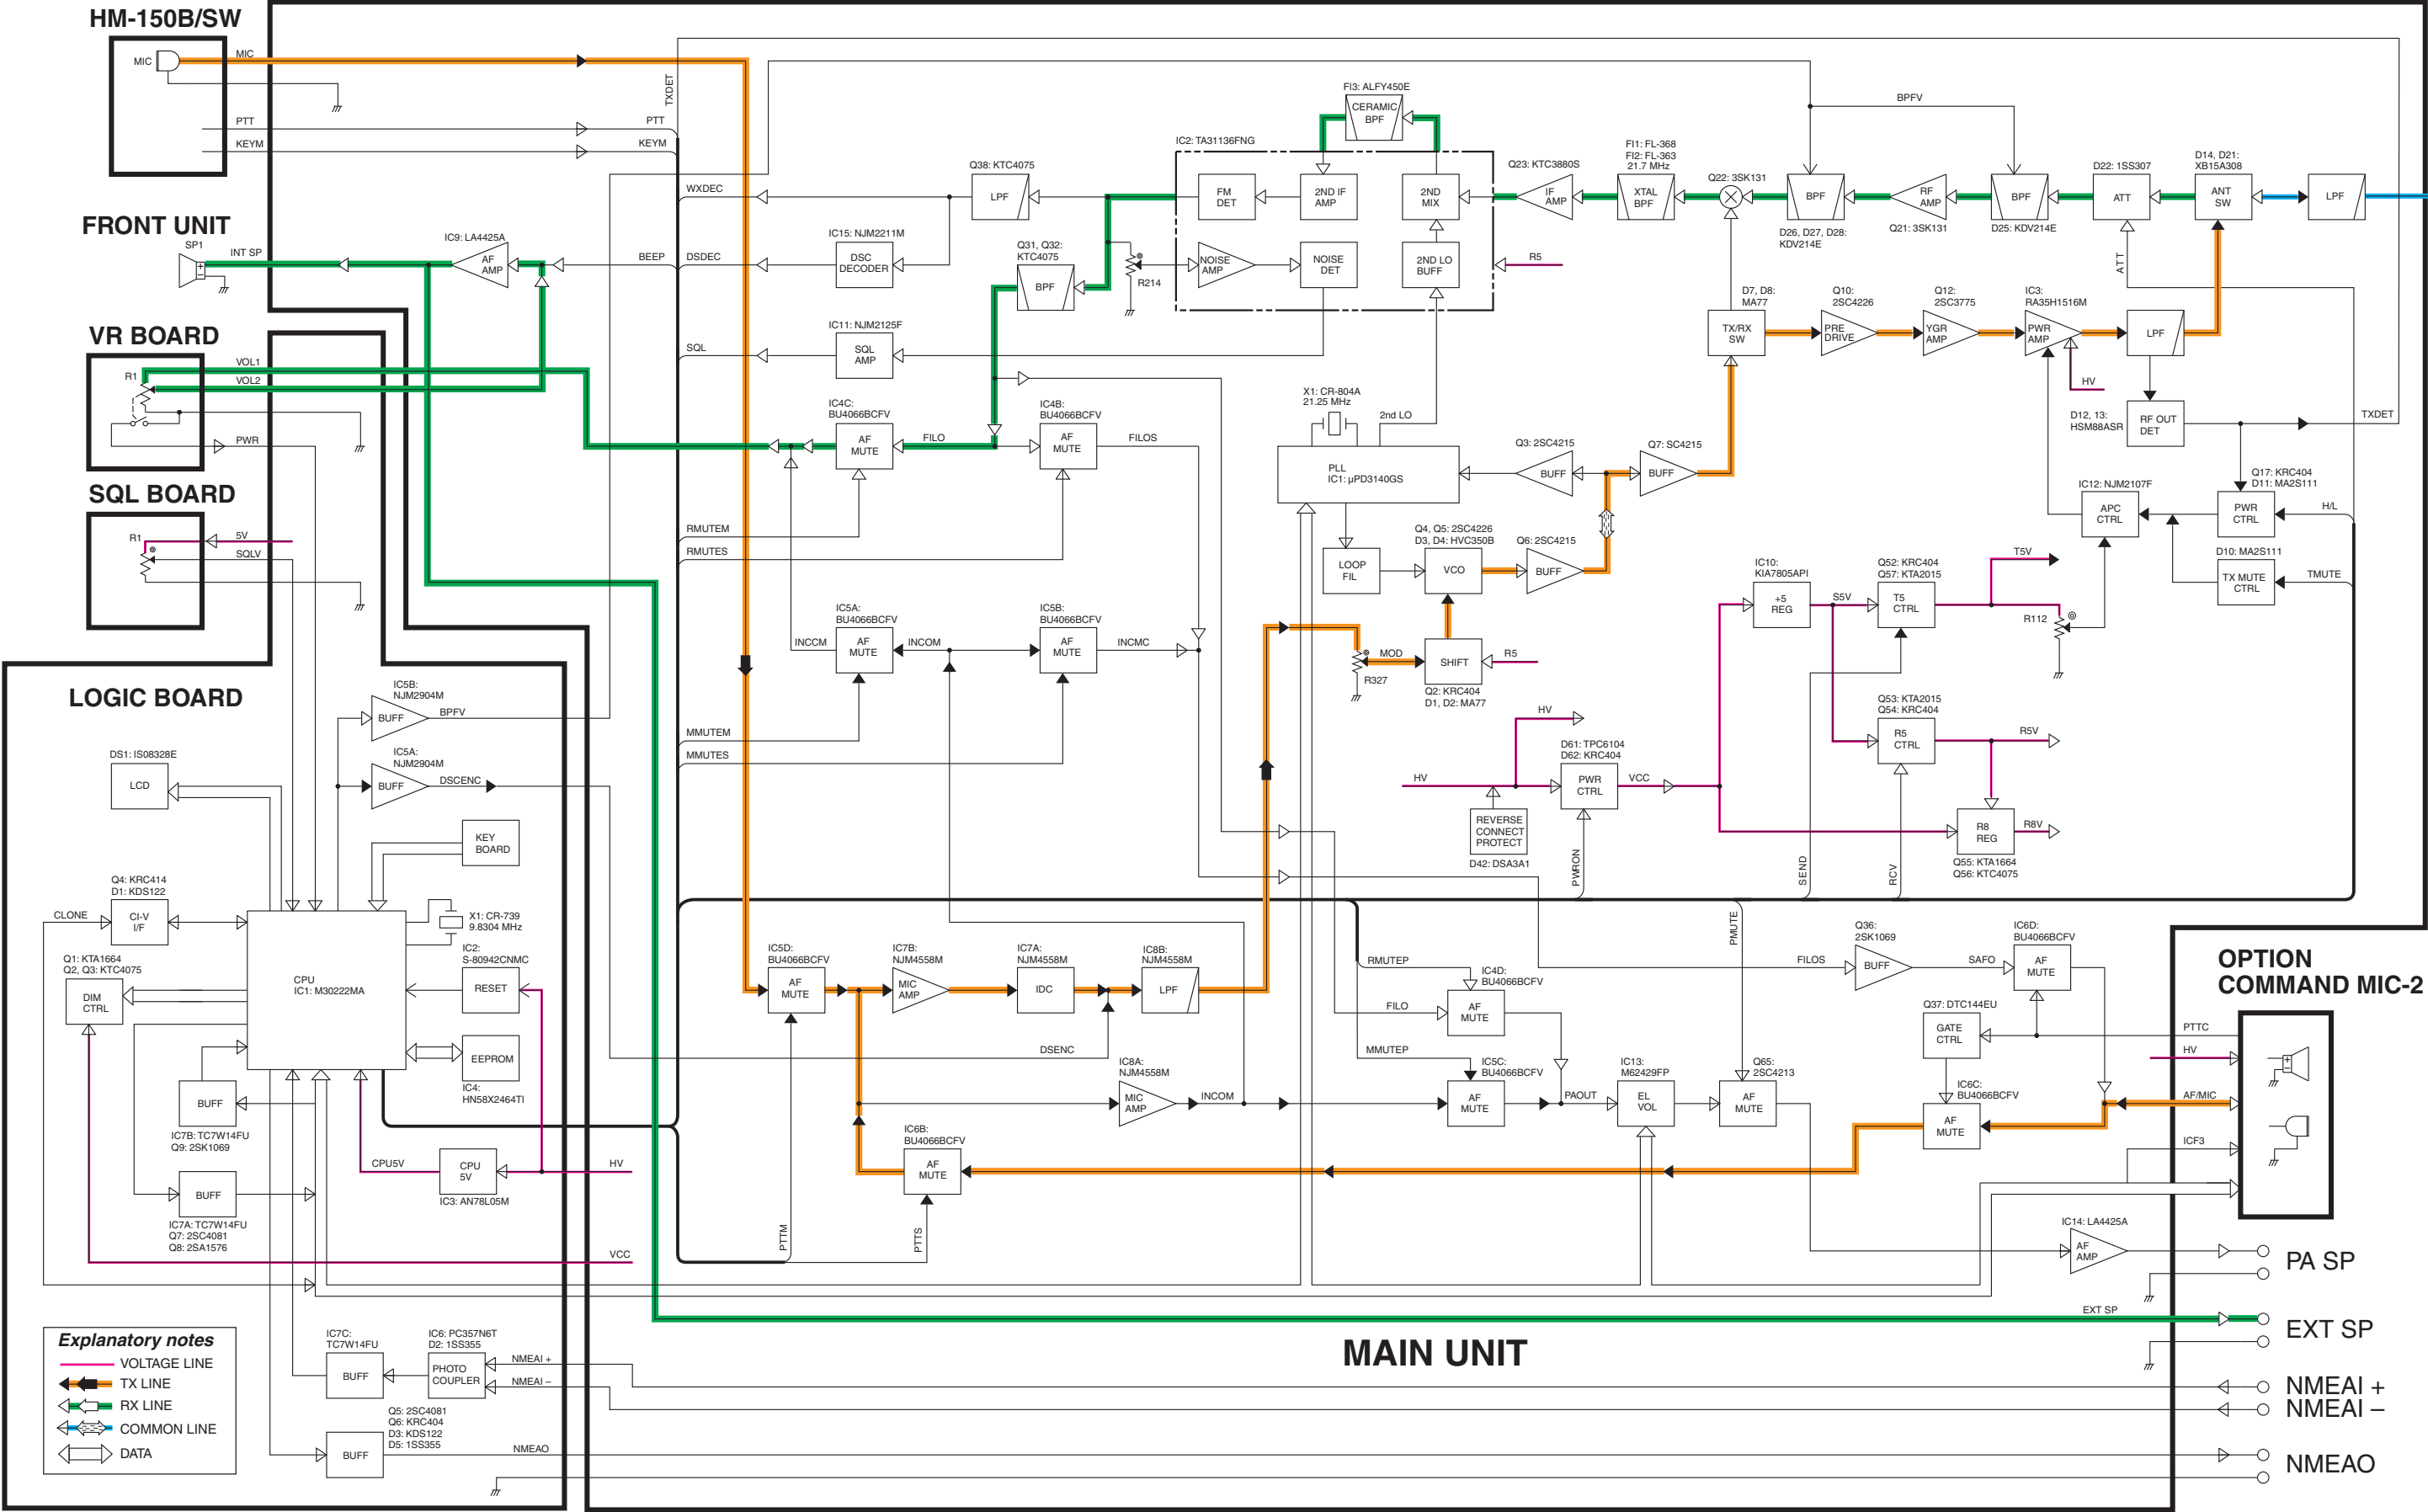 HM-150B/SW
MIC
MIC
PTT
KEYM
PTT
KEYM
TXDET
FRONT UNIT
SP1
INT SP
IC9: LA4425A
AF
AMP
BEEP
VR BOARD
R1
VOL1
VOL2
PWR
SQL BOARD
R1
5V
SQLV
WXDEC
DSDEC
SQL
Q38: KTC4075
LPF
IC15: NJM2211M
DSC
DECODER
Q31, Q32:
KTC4075
BPF
R214
IC11: NJM2125F
SQL
AMP
IC2: TA31136FNG
FI3: ALFY450E
CERAMIC
BPF
FM
DET
2ND IF
AMP
2ND
MIX
NOISE
AMP
NOISE
DET
2ND LO
BUFF
R5
Q23: KTC3880S
IF
AMP
FI1: FL-368
FI2: FL-363
21.7 MHz
XTAL
BPF
Q22: 3SK131
BPF
D26, D27, D28:
KDV214E
RF
AMP
Q21: 3SK131
BPFV
BPF
D25: KDV214E
D22: 1SS307
ATT
ATT
D14, D21:
XB15A308
ANT
SW
LPF
D7, D8:
MA77
TX/RX
SW
Q10:
2SC4226
PRE
DRIVE
Q12:
2SC3775
YGR
AMP
IC3:
RA35H1516M
PWR
AMP
LPF
HV
D12, 13:
HSM88ASR
RF OUT
DET
TXDET
IC4C:
BU4066BCFV
AF
MUTE
FILO
IC4B:
BU4066BCFV
AF
MUTE
FILOS
RMUTEM
RMUTES
X1: CR-804A
21.25 MHz
2nd LO
PLL
IC1: µPD3140GS
Q3: 2SC4215
BUFF
Q7: SC4215
BUFF
LOOP
FIL
Q4, Q5: 2SC4226
D3, D4: HVC350B
VCO
Q6: 2SC4215
BUFF
MOD
R327
SHIFT
R5
Q2: KRC404
D1, D2: MA77
IC12: NJM2107F
APC
CTRL
Q17: KRC404
D11: MA2S111
PWR
CTRL
H/L
D10: MA2S111
TX MUTE
CTRL
TMUTE
IC10:
KIA7805API
+5
REG
S5V
Q52: KRC404
Q57: KTA2015
T5
CTRL
T5V
R112
Q53: KTA2015
Q54: KRC404
R5
CTRL
R5V
R8
REG
R8V
Q55: KTA1664
Q56: KTC4075
HV
HV
D61: TPC6104
D62: KRC404
PWR
CTRL
VCC
REVERSE
CONNECT
PROTECT
D42: DSA3A1
PWRON
SEND
RCV
IC5A:
BU4066BCFV
INCCM
AF
MUTE
INCOM
IC5B:
BU4066BCFV
AF
MUTE
INCMC
MMUTEM
MMUTES
LOGIC BOARD
IC5B:
NJM2904M
BUFF
BPFV
IC5A:
NJM2904M
BUFF
DSCENC
DS1: IS08328E
LCD
KEY
BOARD
Q4: KRC414
D1: KDS122
CLONE
CI-V
I/F
X1: CR-739
9.8304 MHz
CPU
IC1: M30222MA
IC2:
S-80942CNMC
RESET
Q1: KTA1664
Q2, Q3: KTC4075
DIM
CTRL
EEPROM
IC4:
HN58X2464TI
BUFF
IC7B: TC7W14FU
Q9: 2SK1069
CPU5V
CPU
5V
HV
IC3: AN78L05M
BUFF
IC7A: TC7W14FU
Q7: 2SC4081
Q8: 2SA1576
VCC
IC7C:
TC7W14FU
BUFF
IC6: PC357N6T
D2: 1SS355
PHOTO
COUPLER
NMEAI +
NMEAI –
Q5: 2SC4081
Q6: KRC404
D3: KDS122
D5: 1SS355
BUFF
NMEAO
Explanatory notes
VOLTAGE LINE
TX LINE
RX LINE
COMMON LINE
DATA
IC5D:
BU4066BCFV
AF
MUTE
IC7B:
NJM4558M
MIC
AMP
IC7A:
NJM4558M
IDC
IC8B:
NJM4558M
LPF
DSENC
IC8A:
NJM4558M
MIC
AMP
INCOM
IC6B:
BU4066BCFV
AF
MUTE
PTTM
PTTS
RMUTEP
IC4D:
BU4066BCFV
FILO
AF
MUTE
MMUTEP
IC5C:
BU4066BCFV
AF
MUTE
PAOUT
IC13:
M62429FP
EL
VOL
PMUTE
Q65:
2SC4213
AF
MUTE
FILOS
Q36:
2SK1069
BUFF
SAFO
IC6D:
BU4066BCFV
AF
MUTE
Q37: DTC144EU
GATE
CTRL
IC6C:
BU4066BCFV
AF
MUTE
OPTION
COMMAND MIC-2
PTTC
HV
AF/MIC
ICF3
IC14: LA4425A
AF
AMP
PA SP
EXT SP
EXT SP
MAIN UNIT
NMEAI +
NMEAI –
NMEAO